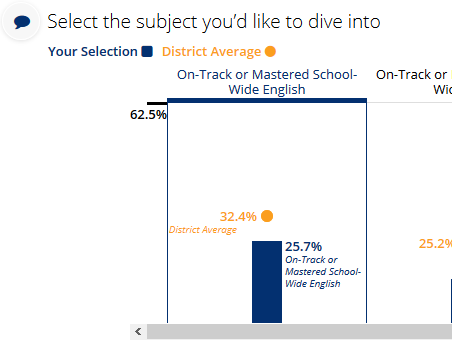 Select the subject you'd like to dive into
Your Selection District Average
On-Track or Mastered School-
Wide English
On-Track or
62.5%
32.4%
District Average
25.7%
On-Track or
Mastered School-
Wide English
25.2%